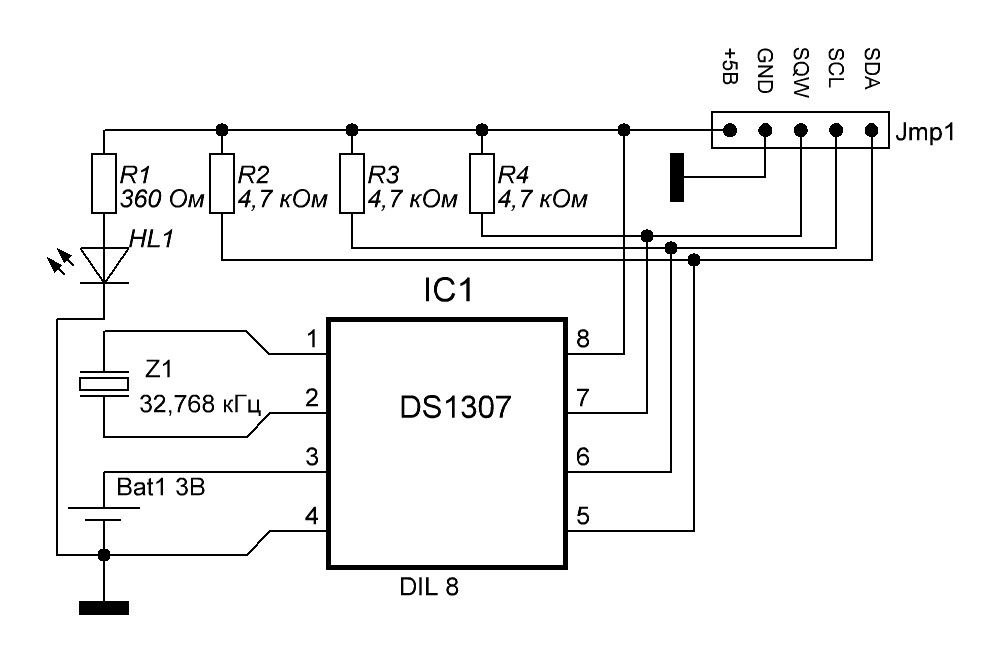 +5В
GND
SQW
SCL
SDA
Jmp1
R1
360 Ом
R2
4,7 кОм
R3
4,7 кОм
R4
4,7 кОм
HL1
IC1
1
8
Z1
32,768 кГц
2
DS1307
7
3
6
Bat1 3В
4
5
DIL 8